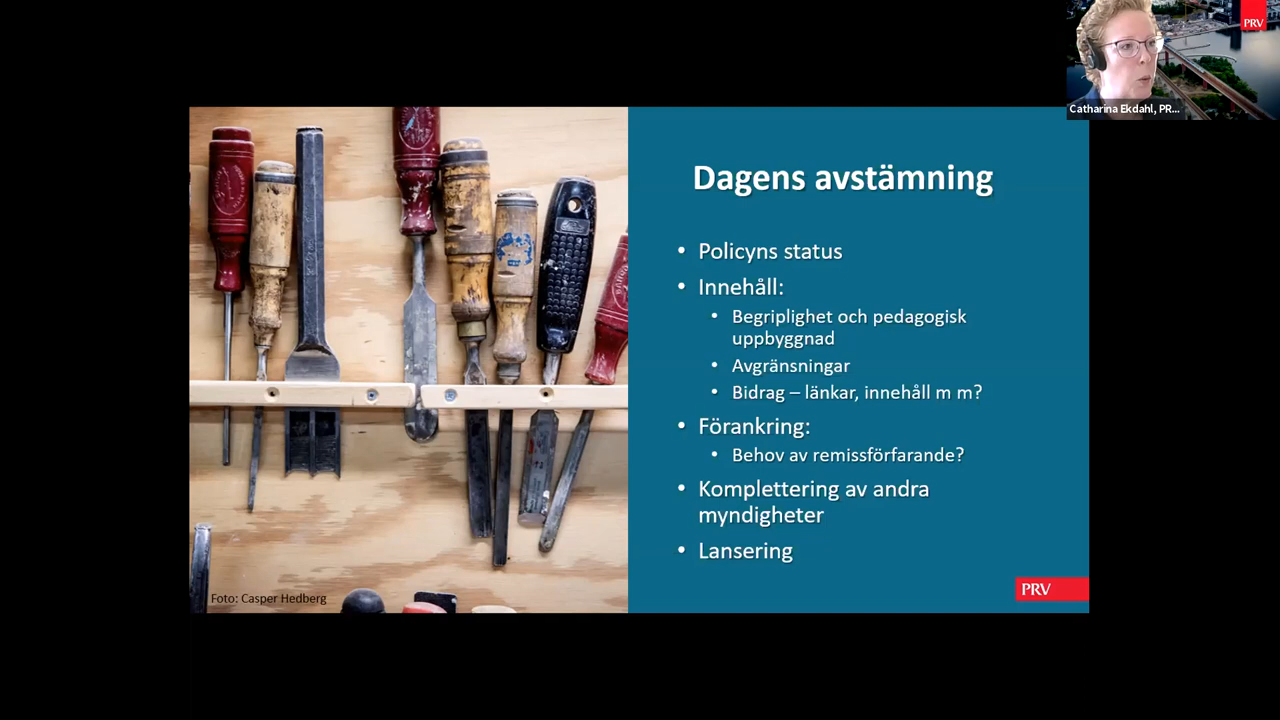 PRV
Catharina Ekdahl, PR...
Dagens avstämning
• Policyns status
• Innehåll:
• Begriplighet och pedagogisk
uppbyggnad
• Avgränsningar
• Bidrag – länkar, innehåll m m?
• Förankring:
• Behov av remissförfarande?
• Komplettering av andra
myndigheter
• Lansering
Foto: Casper Hedberg
PRV